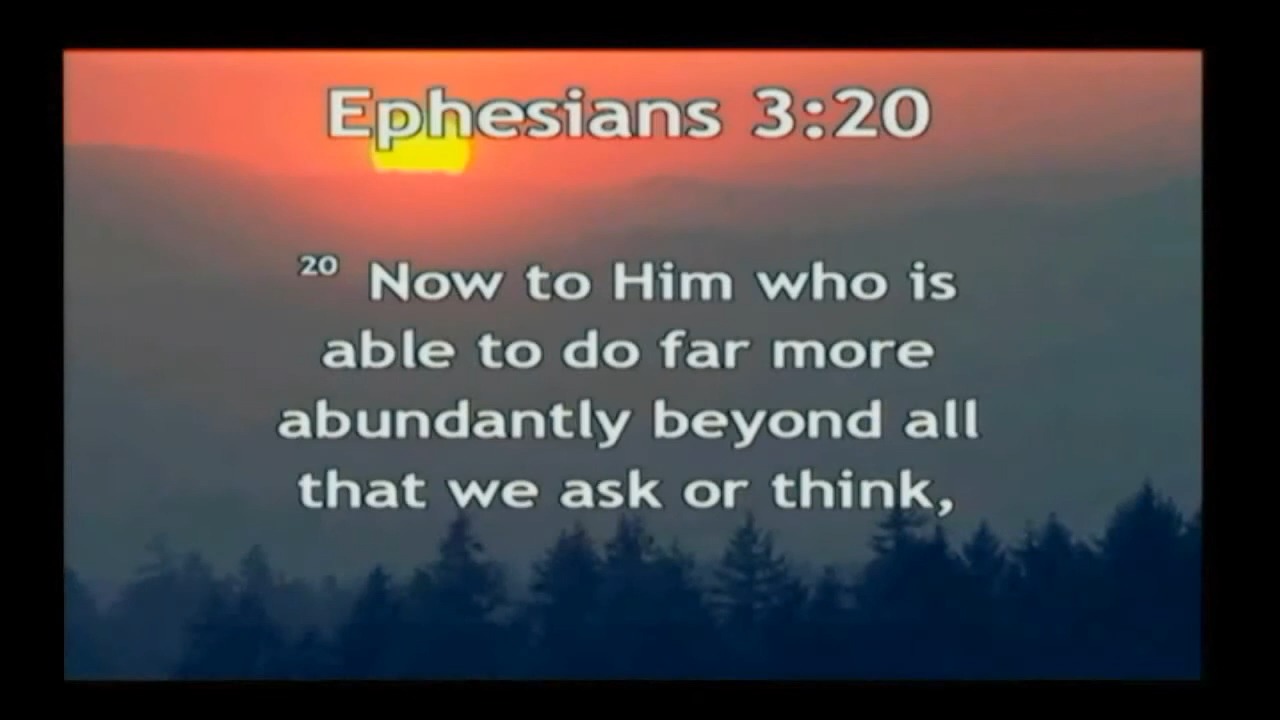 Ephesians 3:20
20 Now to Him who is
able to do far more
abundantly beyond all
that we ask or think,